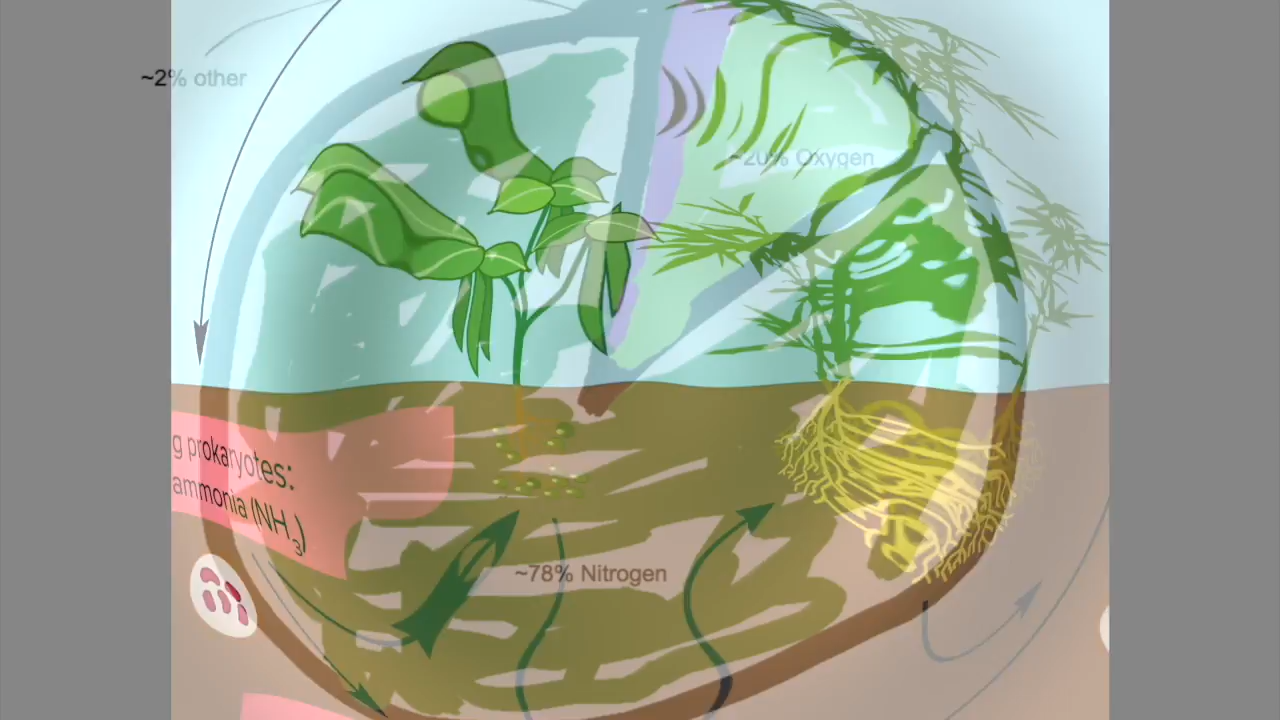 ~2% other
~20% Oxygen
g prokaryotes:
ammonia (NH3)
~78% Nitrogen